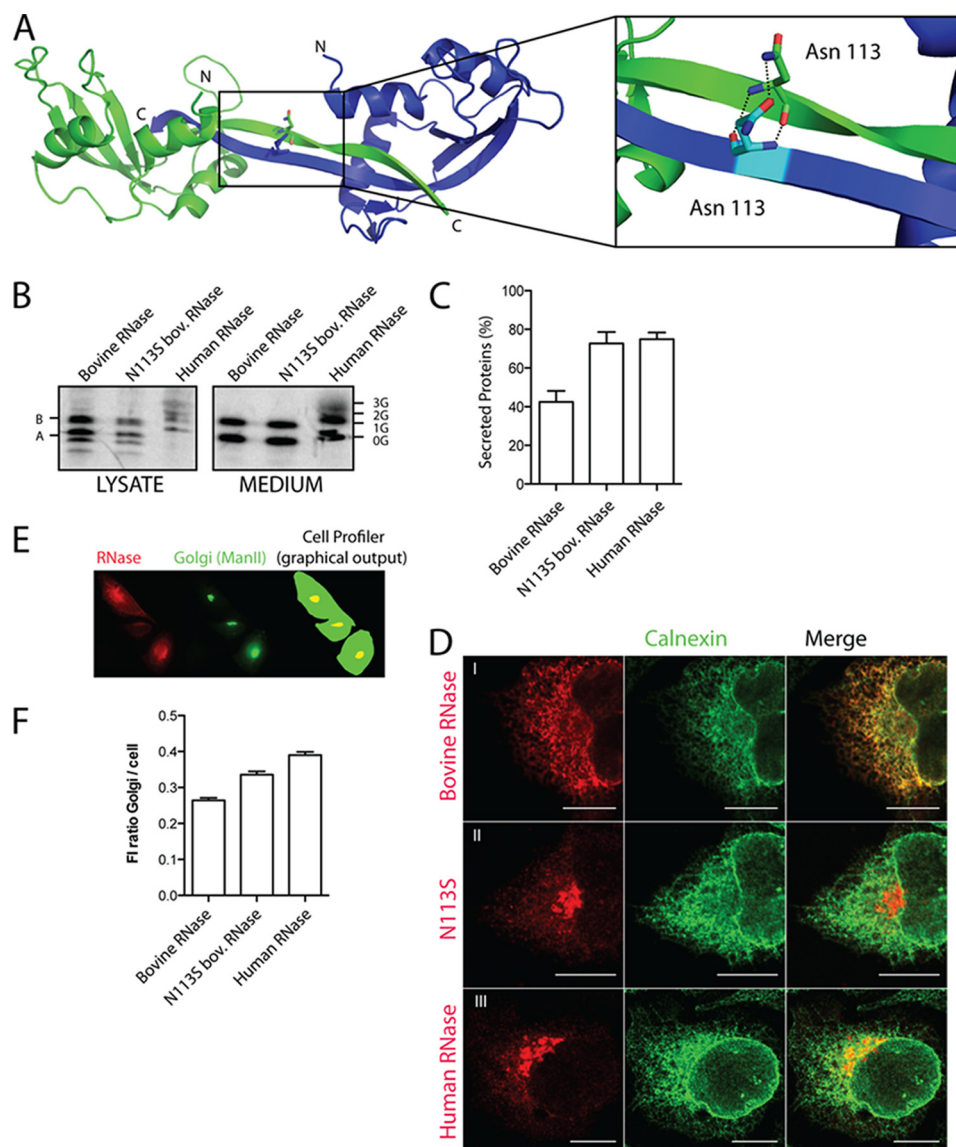 A
N
N
C
C
Asn 113
Asn 113
B
Bovine RNase
N113S bov. RNase
Human RNase
Bovine RNase
N113S bov. RNase
Human RNase
B
A
3G
2G
1G
0G
LYSATE
MEDIUM
C
Secreted Proteins (%)
100
80
60
40
20
0
Bovine RNase
N113S bov. RNase
Human RNase
E
RNase
Golgi (ManII)
Cell Profiler
(graphical output)
F
FI ratio Golgi / cell
0.5
0.4
0.3
0.2
0.1
0.0
Bovine RNase
N113S bov. RNase
Human RNase
D
Calnexin
Merge
Bovine RNase
I
N113S
II
Human RNase
III